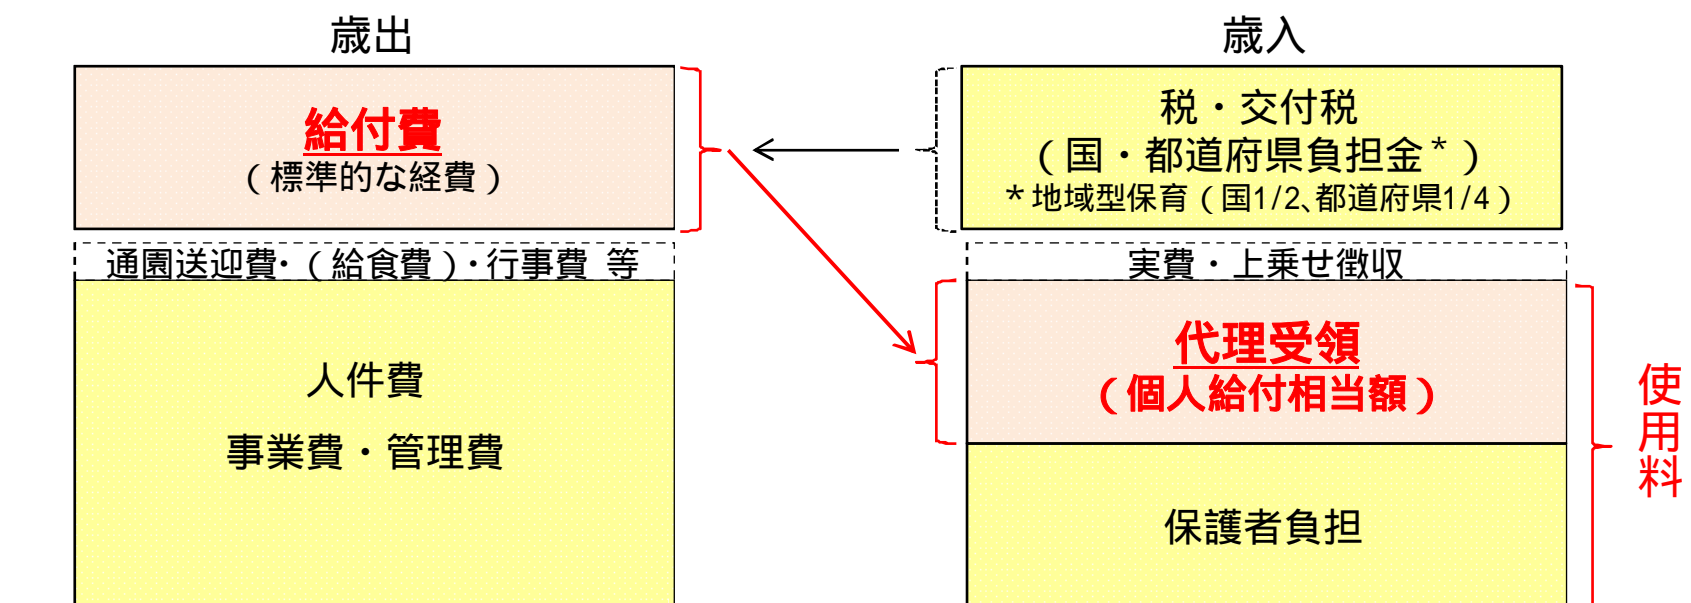 歳出
給付費
(標準的な経費)
通園送迎費・(給食費)・行事費 等
人件費
事業費・管理費
歳入
税・交付税
(国・都道府県負担金*)
*地域型保育(国1/2、都道府県1/4)
実費・上乗せ徴収
代理受領
(個人給付相当額)
保護者負担
使用料